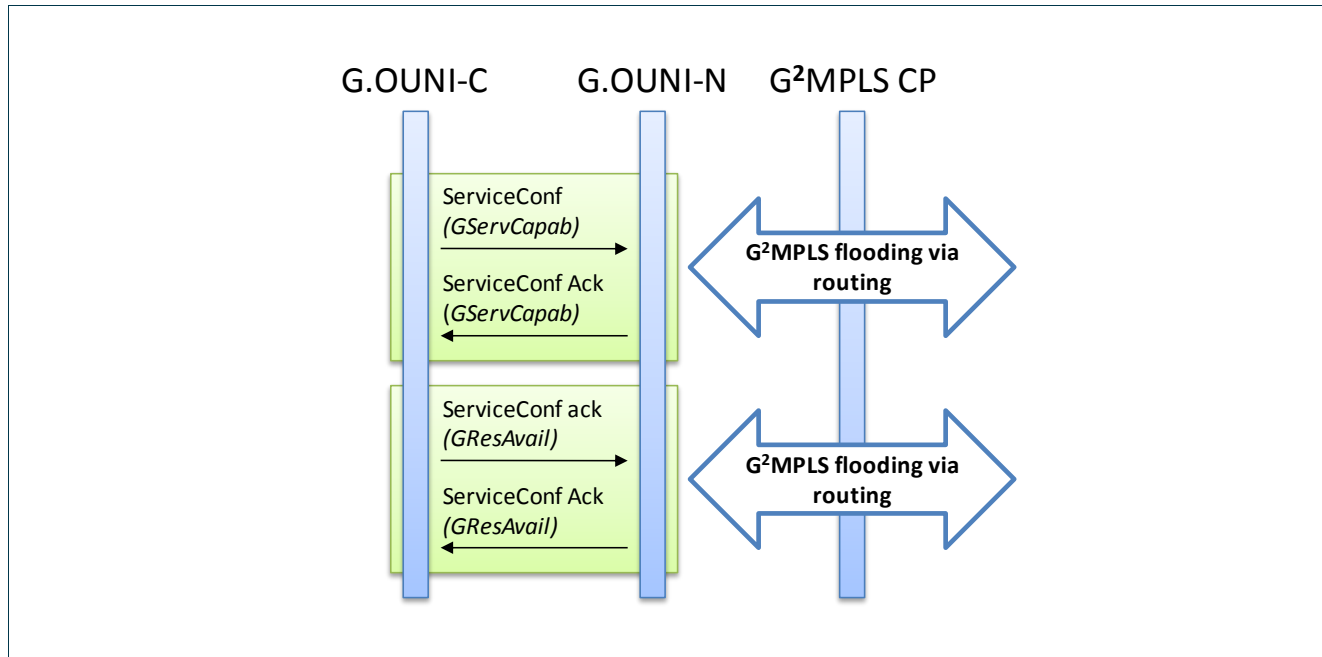 G.OUNI-C G.OUNI-N G²MPLS CP
ServiceConf
(GServCapab)
ServiceConf Ack
(GServCapab)
G²MPLS flooding via
routing
ServiceConf ack
(GResAvail)
ServiceConf Ack
(GResAvail)
G²MPLS flooding via
routing